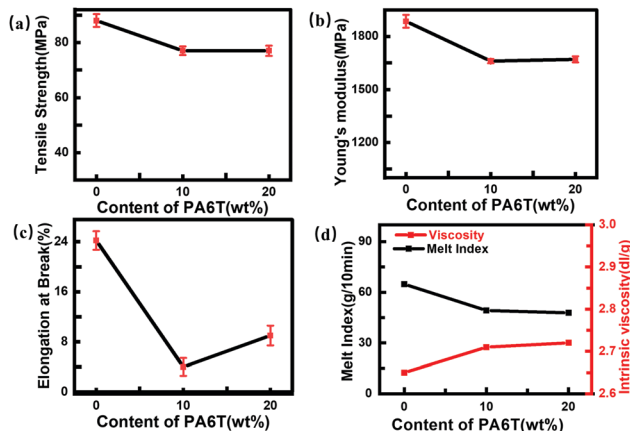 (a)
Tensile Strength(MPa)
80
60
40
0 10 20
Content of PA6T(wt%)
(b)
Young's modulus(MPa)
1800
1500
1200
0 10 20
Content of PA6T(wt%)
(c)
Elongation at Break(%)
24
18
12
6
0
0 10 20
Content of PA6T(wt%)
(d)
Viscosity
Melt Index
Melt Index(g/10min)
90
60
30
0
0 10 20
Content of PA6T(wt%)
3.0
2.9
2.8
2.7
2.6
Intrinsic viscosity(dl/g)